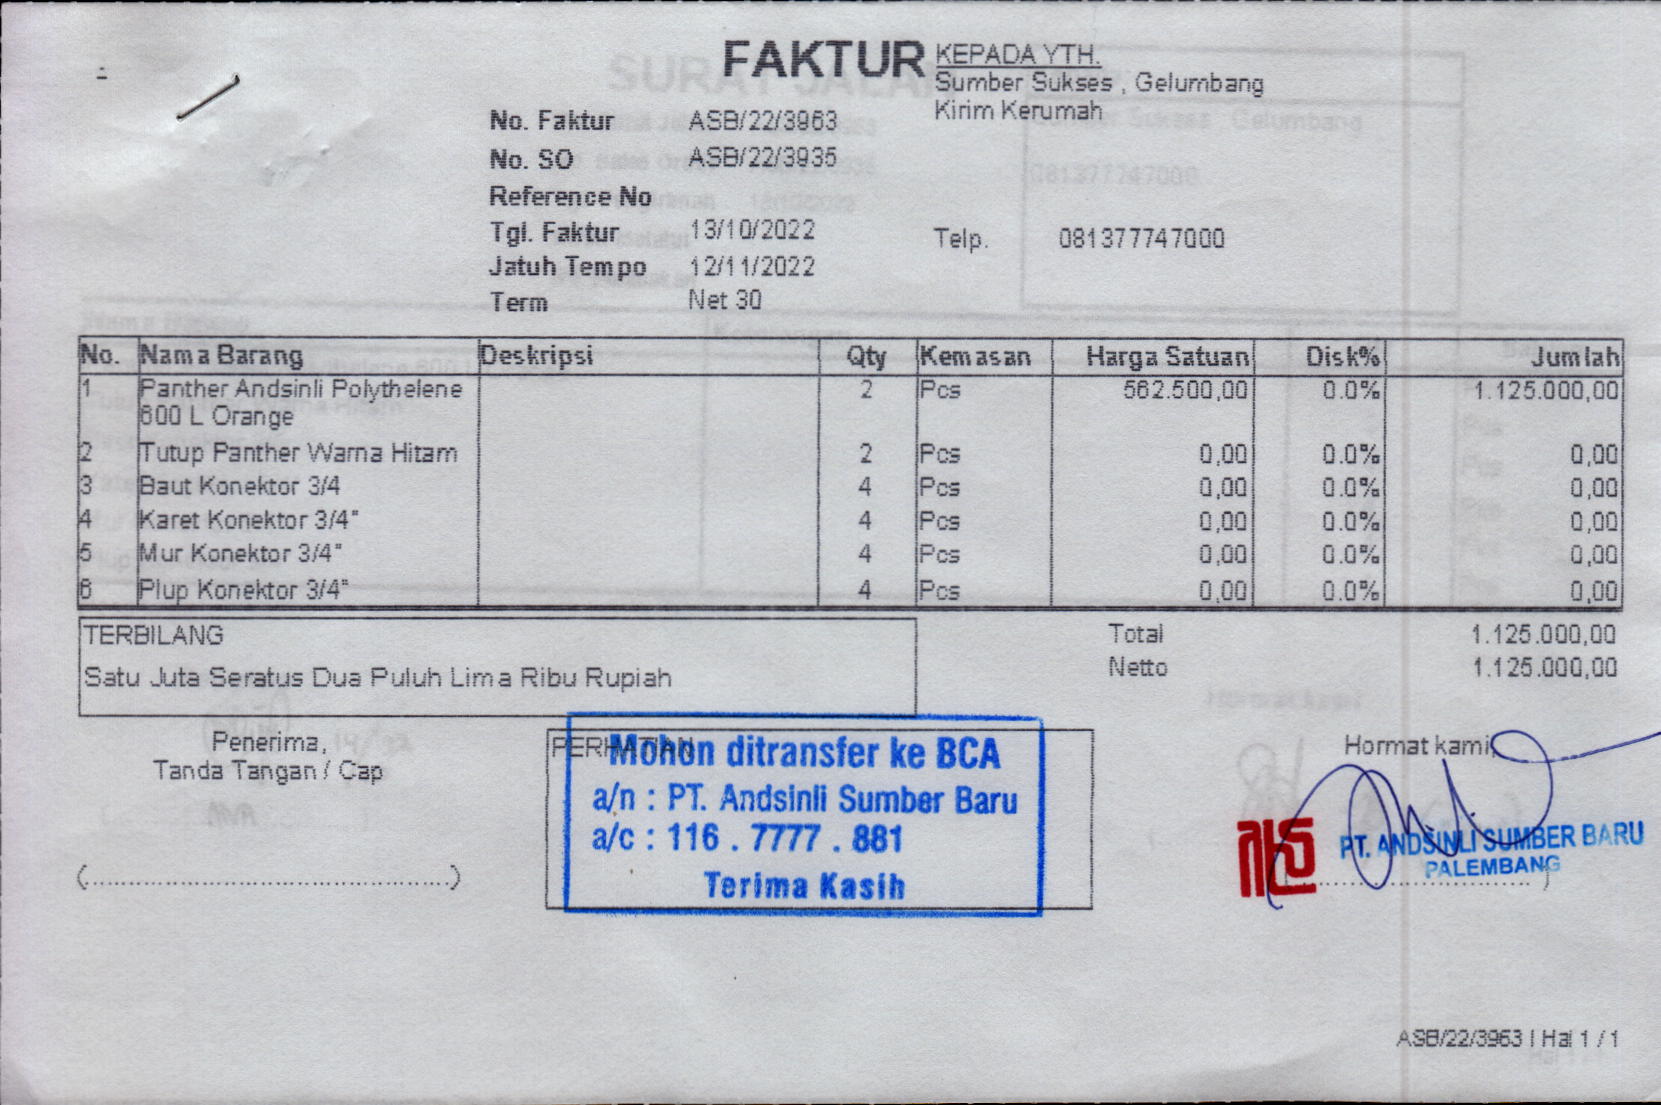 FAKTUR
KEPADA YTH.
Sumber Sukses , Gelumbang
Kirim Kerumah
No. Faktur ASB/22/3963
No. SO ASB/22/3935
Reference No
Tgl. Faktur 13/10/2022
Telp. 081377747000
Jatuh Tempo 12/11/2022
Term Net 30
No. Nama Barang Deskripsi Qty Kemasan Harga Satuan Disk% Jumlah
1 Panther Andsinli Polythelene 2 Pcs 562.500,00 0.0% 1.125.000,00
600 L Orange
2 Tutup Panther Warna Hitam 2 Pcs 0,00 0.0% 0,00
3 Baut Konektor 3/4 4 Pcs 0,00 0.0% 0,00
4 Karet Konektor 3/4" 4 Pcs 0,00 0.0% 0,00
5 Mur Konektor 3/4" 4 Pcs 0,00 0.0% 0,00
6 Plup Konektor 3/4" 4 Pcs 0,00 0.0% 0,00
TERBILANG
Satu Juta Seratus Dua Puluh Lima Ribu Rupiah
Total 1.125.000,00
Netto 1.125.000,00
Penerima,
Tanda Tangan / Cap
(..................................................)
PERHATIAN
Mohon ditransfer ke BCA
a/n : PT. Andsinli Sumber Baru
a/c : 116 . 7777 . 881
Terima Kasih
Hormat kami,
PT. ANDSINLI SUMBER BARU
PALEMBANG
ASB/22/3963 | Hal 1 / 1